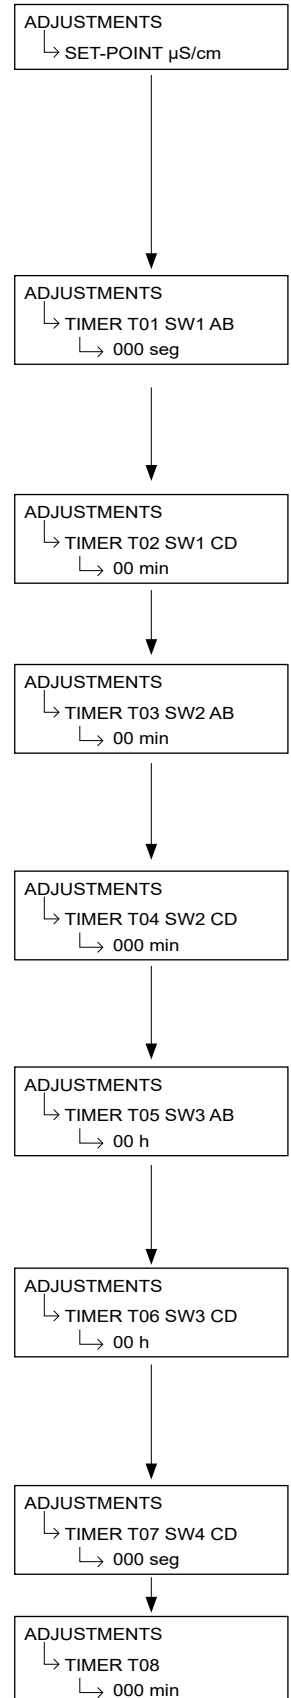 ADJUSTMENTS
SET-POINT µS/cm
ADJUSTMENTS
TIMER T01 SW1 AB
000 seg
ADJUSTMENTS
TIMER T02 SW1 CD
00 min
ADJUSTMENTS
TIMER T03 SW2 AB
00 min
ADJUSTMENTS
TIMER T04 SW2 CD
000 min
ADJUSTMENTS
TIMER T05 SW3 AB
00 h
ADJUSTMENTS
TIMER T06 SW3 CD
00 h
ADJUSTMENTS
TIMER T07 SW4 CD
000 seg
ADJUSTMENTS
TIMER T08
000 min